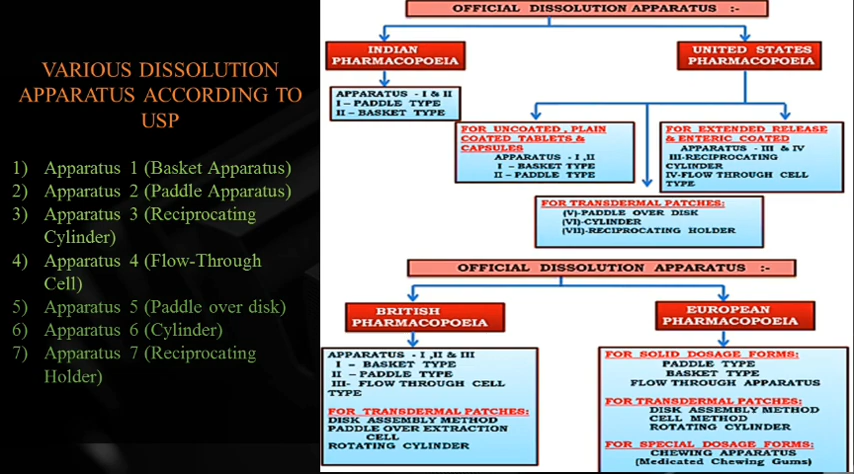 VARIOUS DISSOLUTION
APPARATUS ACCORDING TO
USP
1) Apparatus 1 (Basket Apparatus)
2) Apparatus 2 (Paddle Apparatus)
3) Apparatus 3 (Reciprocating
Cylinder)
4) Apparatus 4 (Flow-Through
Cell)
5) Apparatus 5 (Paddle over disk)
6) Apparatus 6 (Cylinder)
7) Apparatus 7 (Reciprocating
Holder)
OFFICIAL DISSOLUTION APPARATUS :-
INDIAN
PHARMACOPOEIA
APPARATUS - I & II
I – PADDLE TYPE
II – BASKET TYPE
UNITED STATES
PHARMACOPOEIA
FOR UNCOATED , PLAIN
COATED TABLETS &
CAPSULES
APPARATUS - I ,II
I – BASKET TYPE
II – PADDLE TYPE
FOR EXTENDED RELEASE
& ENTERIC COATED
APPARATUS - III & IV
III-RECIPROCATING
CYLINDER
IV-FLOW THROUGH CELL
TYPE
FOR TRANSDERMAL PATCHES:
(V)-PADDLE OVER DISK
(VI)-CYLINDER
(VII)-RECIPROCATING HOLDER
OFFICIAL DISSOLUTION APPARATUS :-
BRITISH
PHARMACOPOEIA
APPARATUS - I ,II & III
I – BASKET TYPE
II – PADDLE TYPE
III- FLOW THROUGH CELL
TYPE
FOR TRANSDERMAL PATCHES:
DISK ASSEMBLY METHOD
PADDLE OVER EXTRACTION
CELL
ROTATING CYLINDER
EUROPEAN
PHARMACOPOEIA
FOR SOLID DOSAGE FORMS:
PADDLE TYPE
BASKET TYPE
FLOW THROUGH APPARATUS
FOR TRANSDERMAL PATCHES:
DISK ASSEMBLY METHOD
CELL METHOD
ROTATING CYLINDER
FOR SPECIAL DOSAGE FORMS:
CHEWING APPARATUS
(Medicated Chewing Gums)